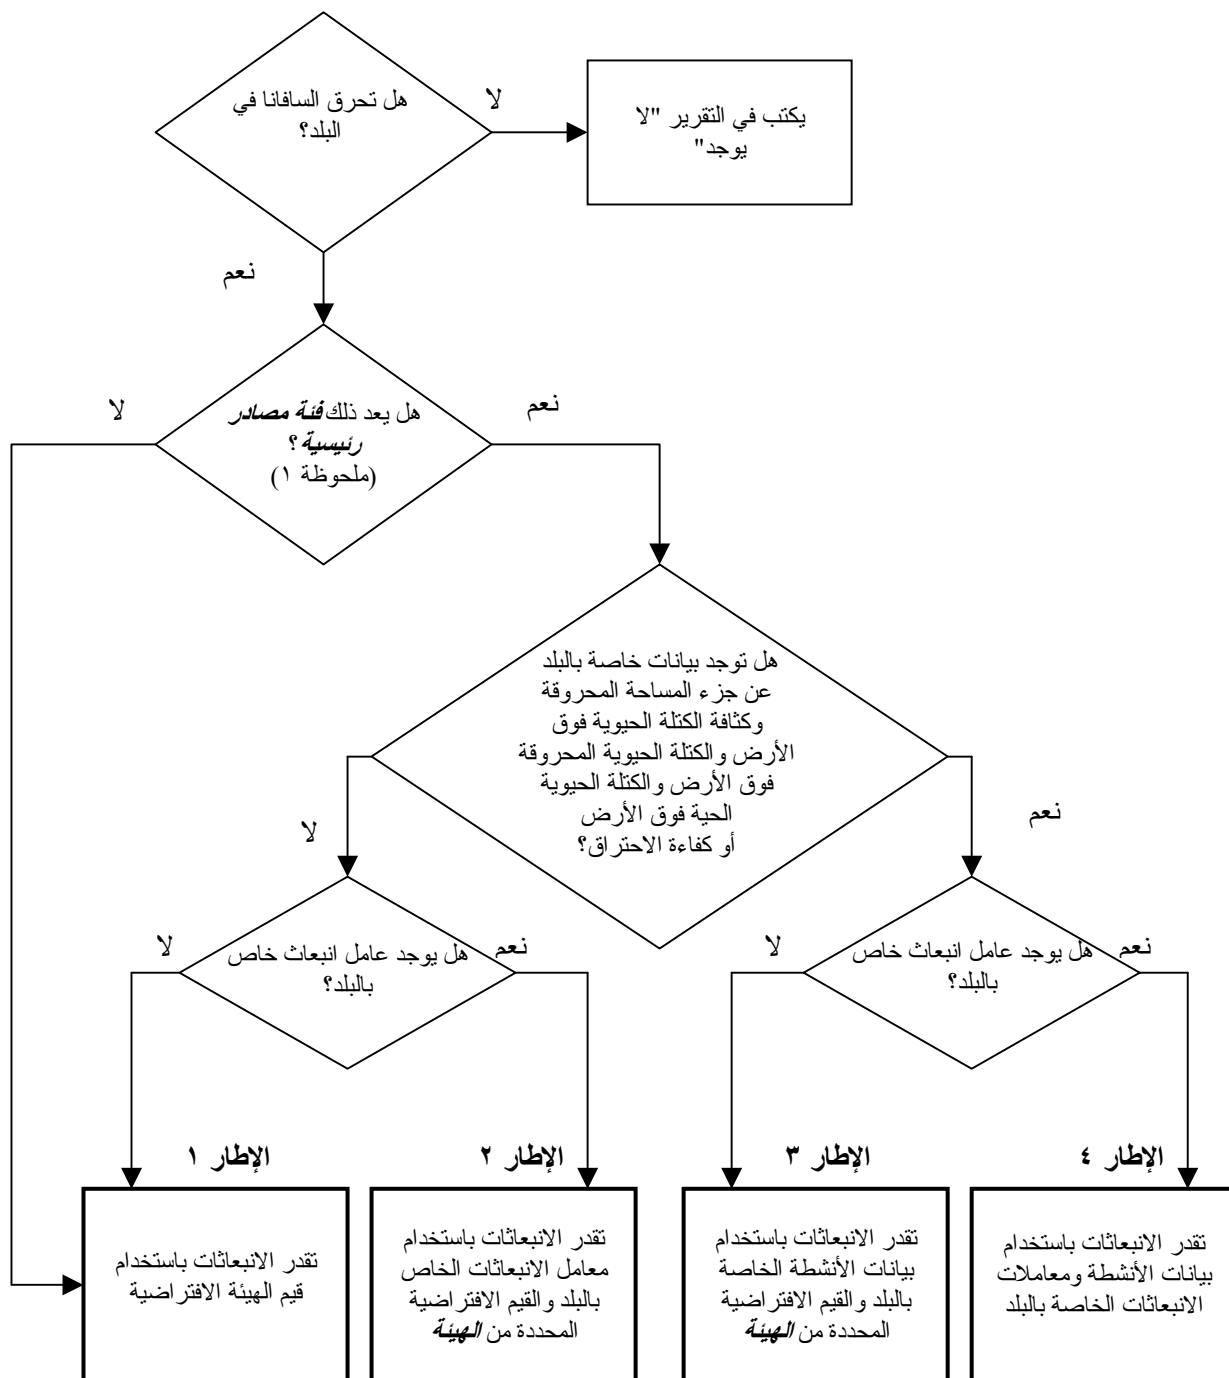 هل تحرق السافانا في
البلد؟
لا
يكتب في التقرير "لا
يوجد"
نعم
هل يعد ذلك فئة مصادر
رئيسية؟
(ملحوظة ١)
لا
نعم
هل توجد بيانات خاصة بالبلد
عن جزء المساحة المحروقة
وكثافة الكتلة الحيوية فوق
الأرض والكتلة الحيوية المحروقة
فوق الأرض والكتلة الحيوية
الحية فوق الأرض
أو كفاءة الاحتراق؟
نعم
لا
هل يوجد عامل انبعاث خاص
بالبلد؟
نعم
لا
هل يوجد عامل انبعاث خاص
بالبلد؟
نعم
لا
الإطار ١
تقدر الانبعاثات باستخدام
قيم الهيئة الافتراضية
الإطار ٢
تقدر الانبعاثات باستخدام
معامل الانبعاثات الخاص
بالبلد والقيم الافتراضية
المحددة من الهيئة
الإطار ٣
تقدر الانبعاثات باستخدام
بيانات الأنشطة الخاصة
بالبلد والقيم الافتراضية
المحددة من الهيئة
الإطار ٤
تقدر الانبعاثات باستخدام
بيانات الأنشطة ومعاملات
الانبعاثات الخاصة بالبلد